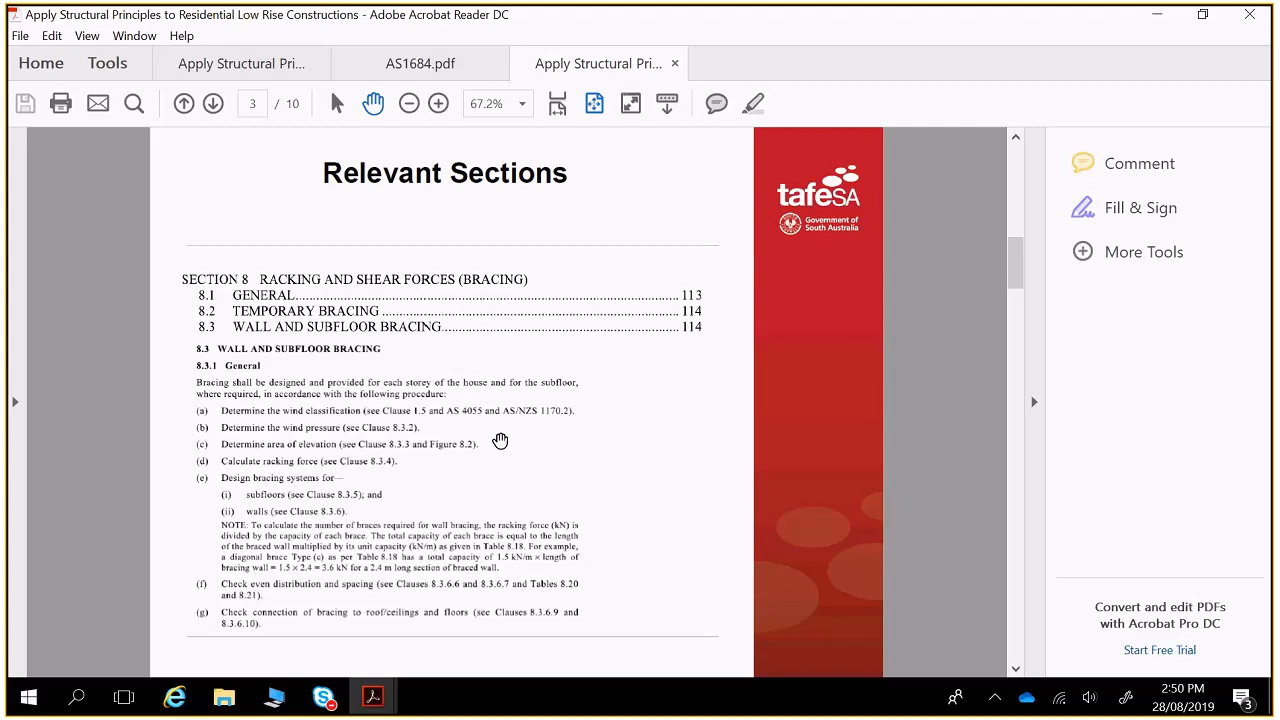 Apply Structural Principles to Residential Low Rise Constructions - Adobe Acrobat Reader DC
File Edit View Window Help
Home Tools Apply Structural Pri... AS1684.pdf Apply Structural Pri... ×
3 / 10 67.2%
Relevant Sections
tafeSA
Government of
South Australia
SECTION 8 RACKING AND SHEAR FORCES (BRACING)
8.1 GENERAL.......................................................................................... 113
8.2 TEMPORARY BRACING ...................................................................... 114
8.3 WALL AND SUBFLOOR BRACING....................................................... 114
8.3 WALL AND SUBFLOOR BRACING
8.3.1 General
Bracing shall be designed and provided for each storey of the house and for the subfloor,
where required, in accordance with the following procedure:
(a) Determine the wind classification (see Clause 1.5 and AS 4055 and AS/NZS 1170.2).
(b) Determine the wind pressure (see Clause 8.3.2).
(c) Determine area of elevation (see Clause 8.3.3 and Figure 8.2).
(d) Calculate racking force (see Clause 8.3.4).
(e) Design bracing systems for—
(i) subfloors (see Clause 8.3.5); and
(ii) walls (see Clause 8.3.6).
NOTE: To calculate the number of braces required for wall bracing, the racking force (kN) is
divided by the capacity of each brace. The total capacity of each brace is equal to the length
of the braced wall multiplied by its unit capacity (kN/m) as given in Table 8.18. For example,
a diagonal brace Type (c) as per Table 8.18 has a total capacity of 1.5 kN/m × length of
bracing wall = 1.5 × 2.4 = 3.6 kN for a 2.4 m long section of braced wall.
(f) Check even distribution and spacing (see Clauses 8.3.6.6 and 8.3.6.7 and Tables 8.20
and 8.21).
(g) Check connection of bracing to roof/ceilings and floors (see Clauses 8.3.6.9 and
8.3.6.10).
Comment
Fill & Sign
More Tools
Convert and edit PDFs
with Acrobat Pro DC
Start Free Trial
2:50 PM
28/08/2019
3